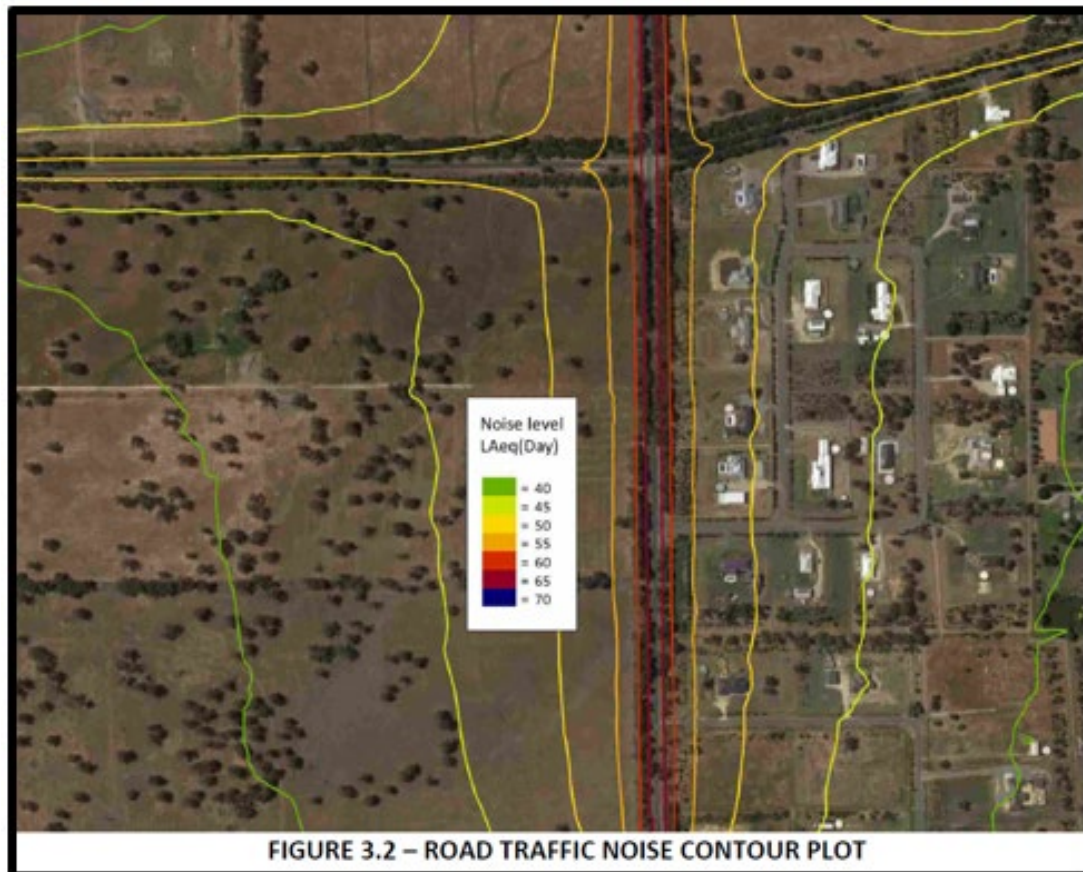 Noise level
LAeq(Day)
= 40
= 45
= 50
= 55
= 60
= 65
= 70
FIGURE 3.2 – ROAD TRAFFIC NOISE CONTOUR PLOT